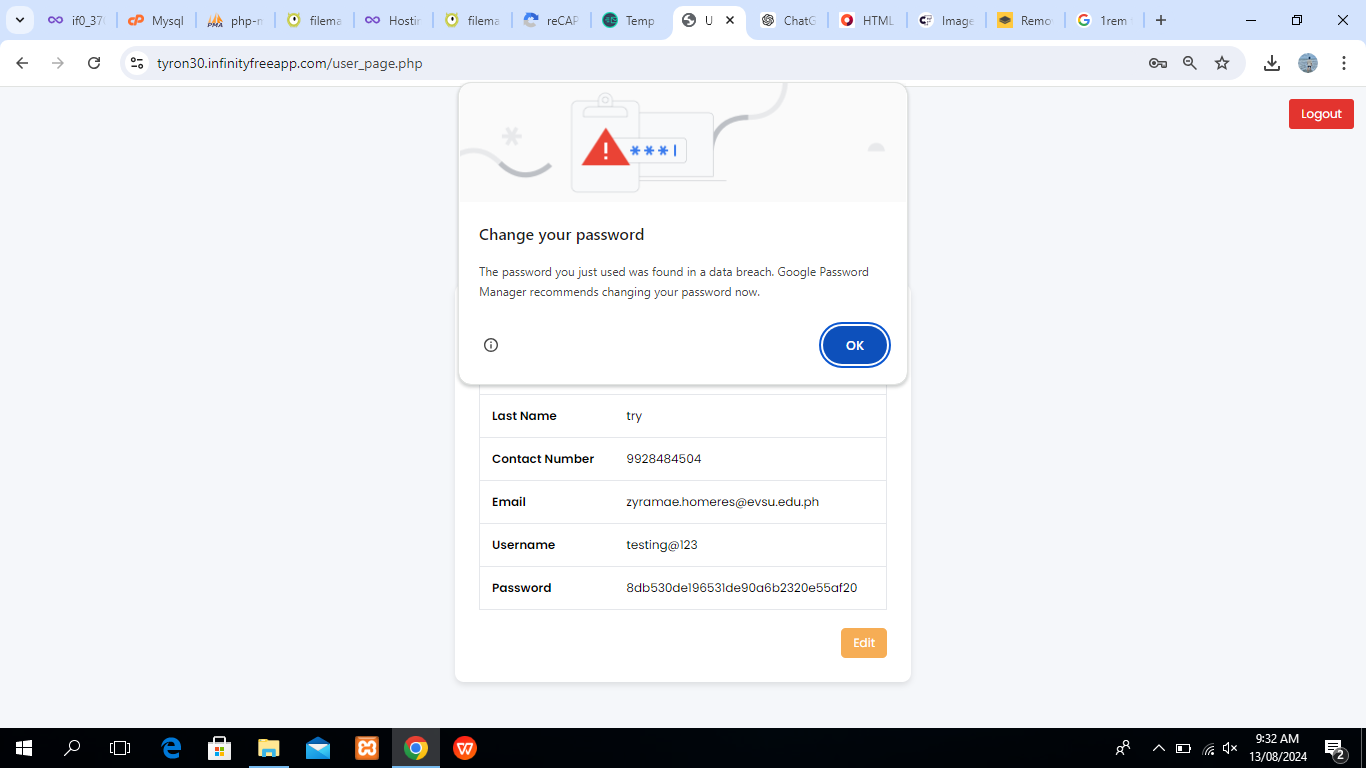 if0_370
Mysql
php-m
filema
Hostin
filema
reCAP
Temp
U
ChatG
HTML
Image
Remo
1rem
tyron30.infinityfreeapp.com/user_page.php
Logout
***|
Change your password
The password you just used was found in a data breach. Google Password
Manager recommends changing your password now.
OK
Last Name try
Contact Number 9928484504
Email zyramae.homeres@evsu.edu.ph
Username testing@123
Password 8db530de196531de90a6b2320e55af20
Edit
9:32 AM
13/08/2024
2